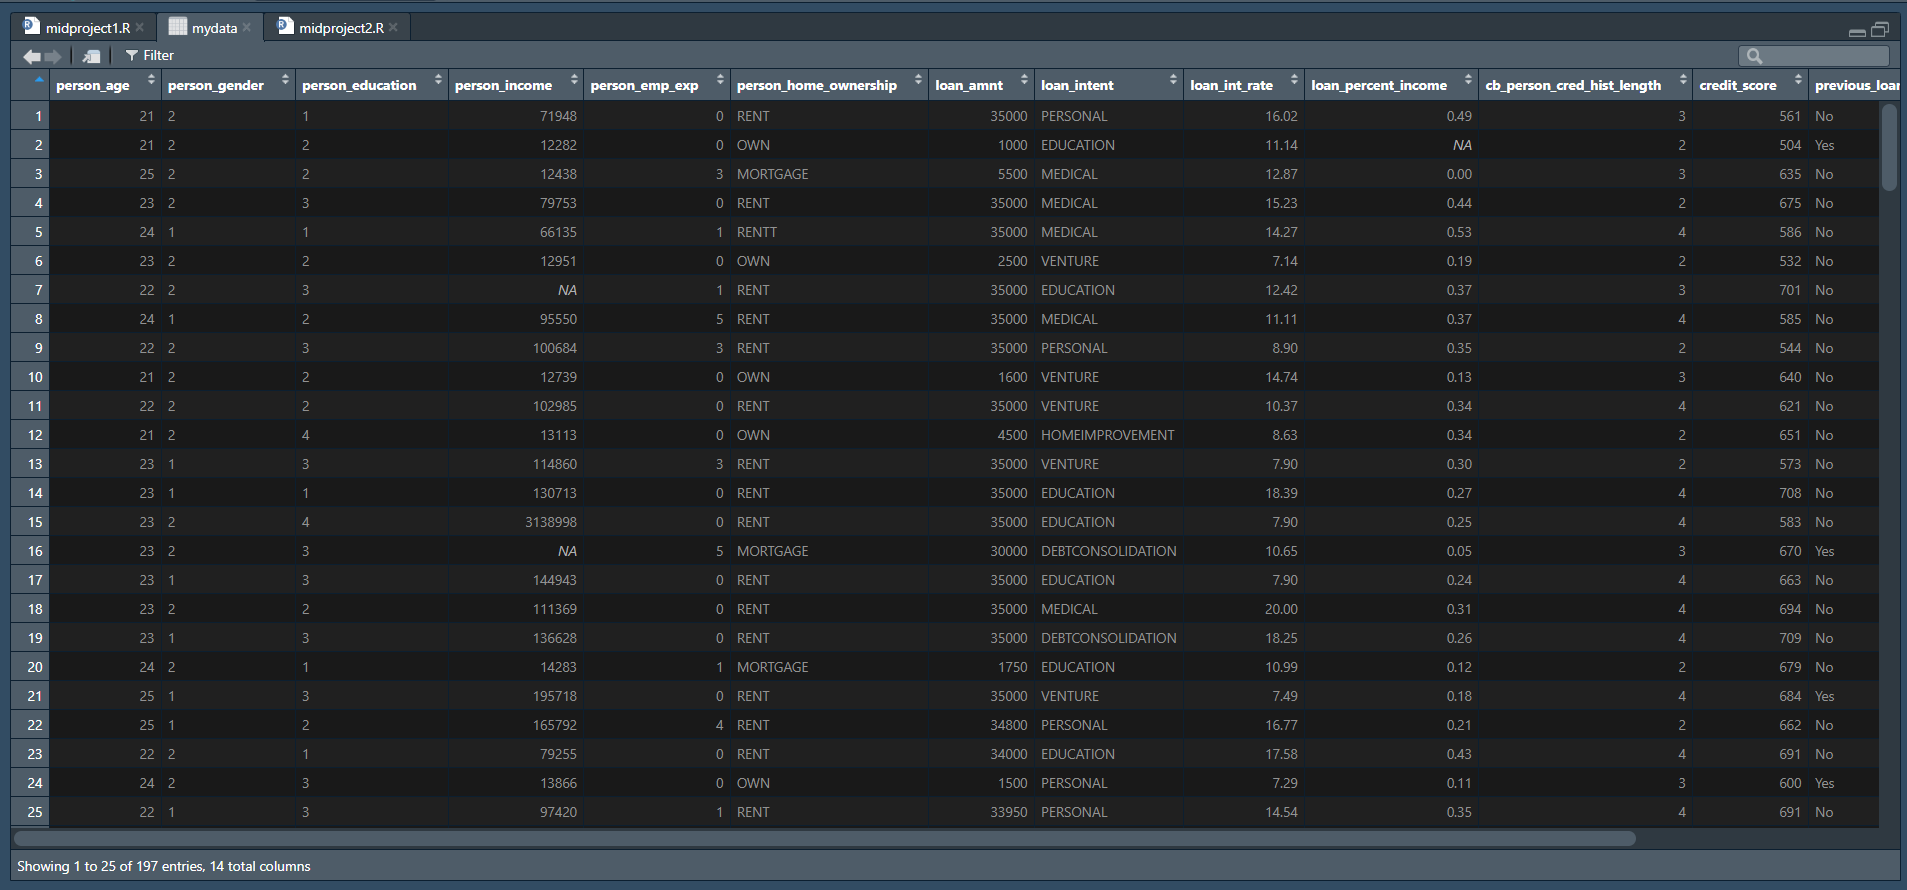 midproject1.R mydata midproject2.R
Filter
person_age person_gender person_education person_income person_emp_exp person_home_ownership loan_amnt loan_intent loan_int_rate loan_percent_income cb_person_cred_hist_length credit_score previous_loan
1 21 2 1 71948 0 RENT 35000 PERSONAL 16.02 0.49 3 561 No
2 21 2 2 12282 0 OWN 1000 EDUCATION 11.14 NA 2 504 Yes
3 25 2 2 12438 3 MORTGAGE 5500 MEDICAL 12.87 0.00 3 635 No
4 23 2 3 79753 0 RENT 35000 MEDICAL 15.23 0.44 2 675 No
5 24 1 1 66135 1 RENTT 35000 MEDICAL 14.27 0.53 4 586 No
6 23 2 2 12951 0 OWN 2500 VENTURE 7.14 0.19 2 532 No
7 22 2 3 NA 1 RENT 35000 EDUCATION 12.42 0.37 3 701 No
8 24 1 2 95550 5 RENT 35000 MEDICAL 11.11 0.37 4 585 No
9 22 2 3 100684 3 RENT 35000 PERSONAL 8.90 0.35 2 544 No
10 21 2 2 12739 0 OWN 1600 VENTURE 14.74 0.13 3 640 No
11 22 2 2 102985 0 RENT 35000 VENTURE 10.37 0.34 4 621 No
12 21 2 4 13113 0 OWN 4500 HOMEIMPROVEMENT 8.63 0.34 2 651 No
13 23 1 3 114860 3 RENT 35000 VENTURE 7.90 0.30 2 573 No
14 23 1 1 130713 0 RENT 35000 EDUCATION 18.39 0.27 4 708 No
15 23 2 4 3138998 0 RENT 35000 EDUCATION 7.90 0.25 4 583 No
16 23 2 3 NA 5 MORTGAGE 30000 DEBTCONSOLIDATION 10.65 0.05 3 670 Yes
17 23 1 3 144943 0 RENT 35000 EDUCATION 7.90 0.24 4 663 No
18 23 2 2 111369 0 RENT 35000 MEDICAL 20.00 0.31 4 694 No
19 23 1 3 136628 0 RENT 35000 DEBTCONSOLIDATION 18.25 0.26 4 709 No
20 24 2 1 14283 1 MORTGAGE 1750 EDUCATION 10.99 0.12 2 679 No
21 25 1 3 195718 0 RENT 35000 VENTURE 7.49 0.18 4 684 Yes
22 25 1 2 165792 4 RENT 34800 PERSONAL 16.77 0.21 2 662 No
23 22 2 1 79255 0 RENT 34000 EDUCATION 17.58 0.43 4 691 No
24 24 2 3 13866 0 OWN 1500 PERSONAL 7.29 0.11 3 600 Yes
25 22 1 3 97420 1 RENT 33950 PERSONAL 14.54 0.35 4 691 No
Showing 1 to 25 of 197 entries, 14 total columns